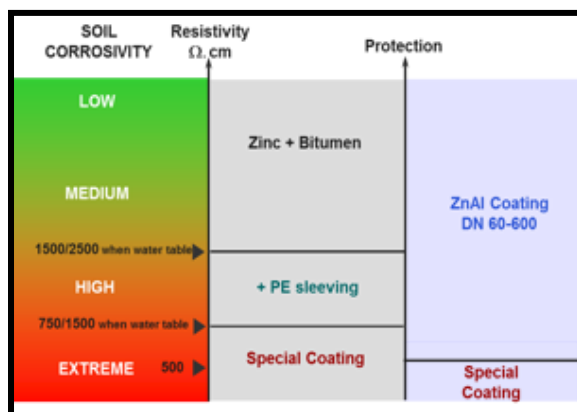 SOIL
CORROSIVITY
Resistivity
Ω.cm
Protection
LOW
Zinc + Bitumen
MEDIUM
ZnAl Coating
DN 60-600
1500/2500 when water table
HIGH
+ PE sleeving
750/1500 when water table
EXTREME
500
Special Coating
Special
Coating